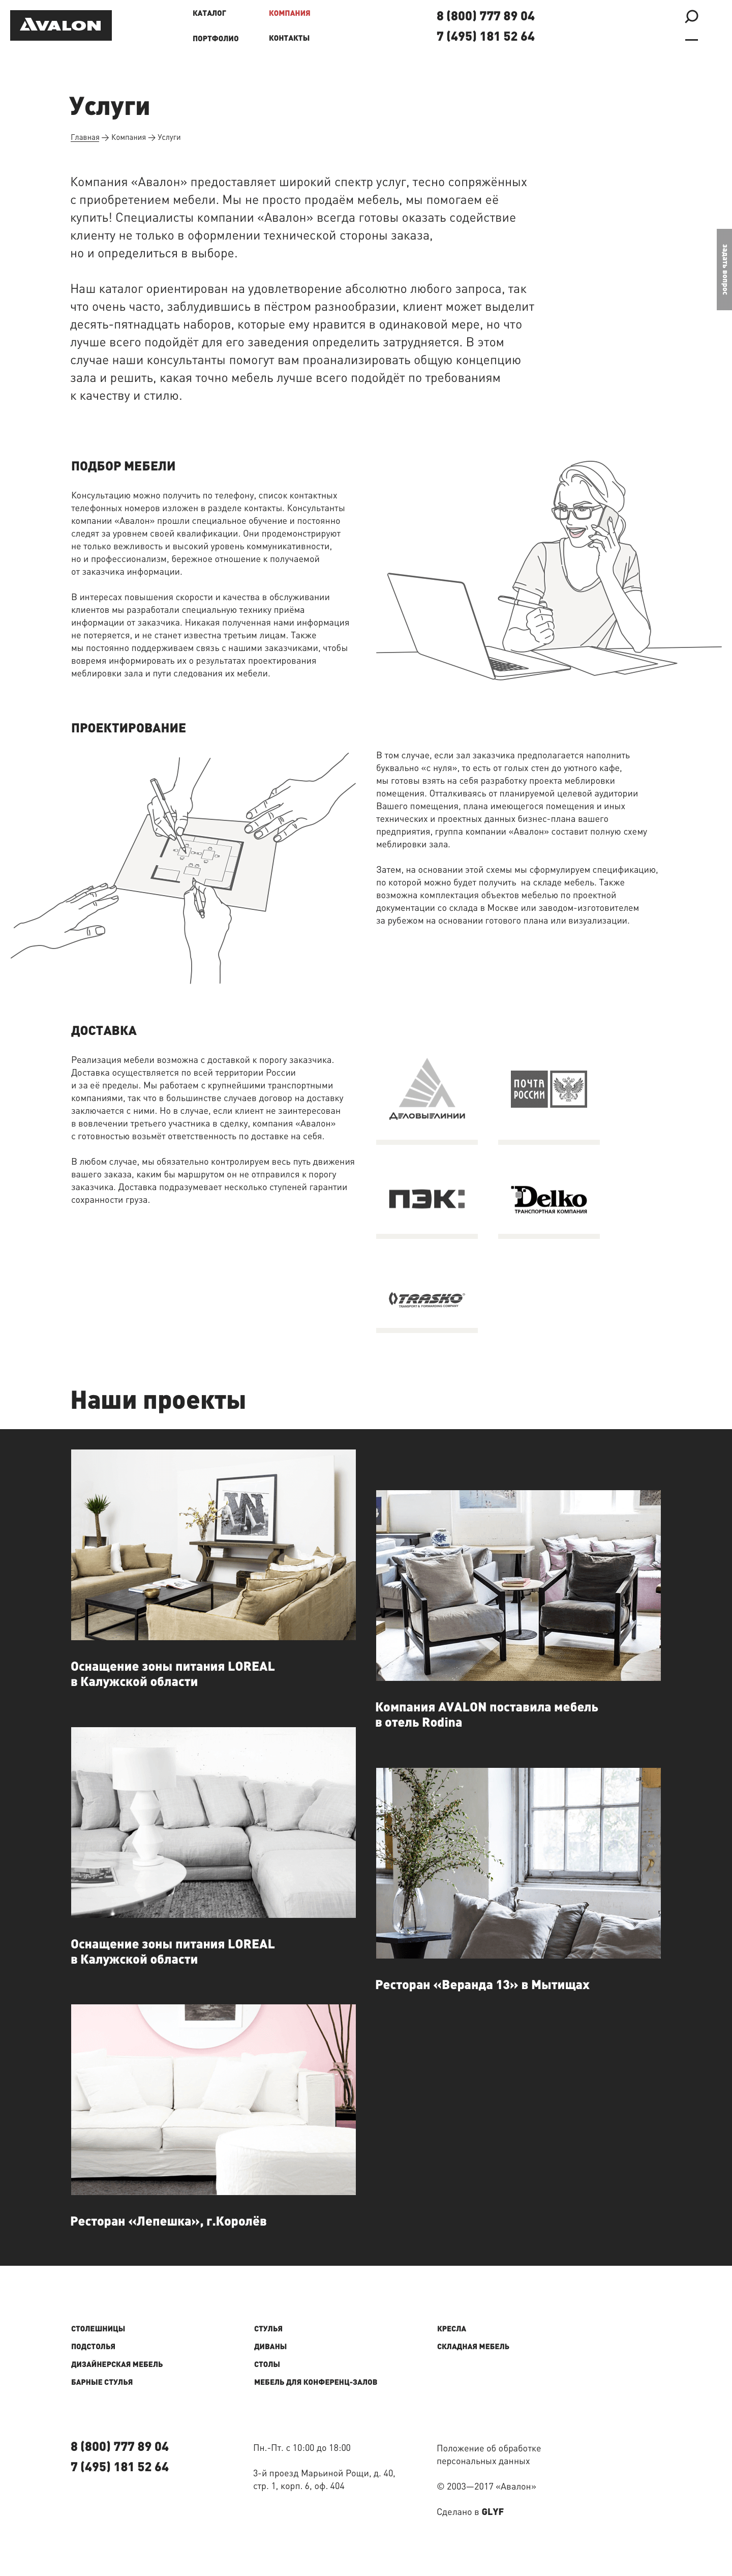 AVALON
КАТАЛОГ
КОМПАНИЯ
ПОРТФОЛИО
КОНТАКТЫ
8 (800) 777 89 04
7 (495) 181 52 64
Услуги
Главная → Компания → Услуги
Компания «Авалон» предоставляет широкий спектр услуг, тесно сопряжённых
с приобретением мебели. Мы не просто продаём мебель, мы помогаем её
купить! Специалисты компании «Авалон» всегда готовы оказать содействие
клиенту не только в оформлении технической стороны заказа,
но и определиться в выборе.
Наш каталог ориентирован на удовлетворение абсолютно любого запроса, так
что очень часто, заблудившись в пёстром разнообразии, клиент может выделит
десять-пятнадцать наборов, которые ему нравится в одинаковой мере, но что
лучше всего подойдёт для его заведения определить затрудняется. В этом
случае наши консультанты помогут вам проанализировать общую концепцию
зала и решить, какая точно мебель лучше всего подойдёт по требованиям
к качеству и стилю.
задать вопрос
ПОДБОР МЕБЕЛИ
Консультацию можно получить по телефону, список контактных
телефонных номеров изложен в разделе контакты. Консультанты
компании «Авалон» прошли специальное обучение и постоянно
следят за уровнем своей квалификации. Они продемонстрируют
не только вежливость и высокий уровень коммуникативности,
но и профессионализм, бережное отношение к получаемой
от заказчика информации.
В интересах повышения скорости и качества в обслуживании
клиентов мы разработали специальную технику приёма
информации от заказчика. Никакая полученная нами информация
не потеряется, и не станет известна третьим лицам. Также
мы постоянно поддерживаем связь с нашими заказчиками, чтобы
вовремя информировать их о результатах проектирования
меблировки зала и пути следования их мебели.
ПРОЕКТИРОВАНИЕ
В том случае, если зал заказчика предполагается наполнить
буквально «с нуля», то есть от голых стен до уютного кафе,
мы готовы взять на себя разработку проекта меблировки
помещения. Отталкиваясь от планируемой целевой аудитории
Вашего помещения, плана имеющегося помещения и иных
технических и проектных данных бизнес-плана вашего
предприятия, группа компании «Авалон» составит полную схему
меблировки зала.
Затем, на основании этой схемы мы сформулируем спецификацию,
по которой можно будет получить на складе мебель. Также
возможна комплектация объектов мебелью по проектной
документации со склада в Москве или заводом-изготовителем
за рубежом на основании готового плана или визуализации.
ДОСТАВКА
Реализация мебели возможна с доставкой к порогу заказчика.
Доставка осуществляется по всей территории России
и за её пределы. Мы работаем с крупнейшими транспортными
компаниями, так что в большинстве случаев договор на доставку
заключается с ними. Но в случае, если клиент не заинтересован
в вовлечении третьего участника в сделку, компания «Авалон»
с готовностью возьмёт ответственность по доставке на себя.
В любом случае, мы обязательно контролируем весь путь движения
вашего заказа, каким бы маршрутом он не отправился к порогу
заказчика. Доставка подразумевает несколько ступеней гарантии
сохранности груза.
ДЕЛОВЫЕ ЛИНИИ
ПОЧТА
РОССИИ
ПЭК:
Delko
ТРАНСПОРТНАЯ КОМПАНИЯ
TRASKO
TRANSPORT & FORWARDING COMPANY
Наши проекты
Оснащение зоны питания LOREAL
в Калужской области
Компания AVALON поставила мебель
в отель Rodina
Оснащение зоны питания LOREAL
в Калужской области
Ресторан «Веранда 13» в Мытищах
Ресторан «Лепешка», г.Королёв
СТОЛЕШНИЦЫ
ПОДСТОЛЬЯ
ДИЗАЙНЕРСКАЯ МЕБЕЛЬ
БАРНЫЕ СТУЛЬЯ
СТУЛЬЯ
ДИВАНЫ
СТОЛЫ
МЕБЕЛЬ ДЛЯ КОНФЕРЕНЦ-ЗАЛОВ
КРЕСЛА
СКЛАДНАЯ МЕБЕЛЬ
8 (800) 777 89 04
7 (495) 181 52 64
Пн.-Пт. с 10:00 до 18:00
3-й проезд Марьиной Рощи, д. 40,
стр. 1, корп. 6, оф. 404
Положение об обработке
персональных данных
© 2003—2017 «Авалон»
Сделано в GLYF